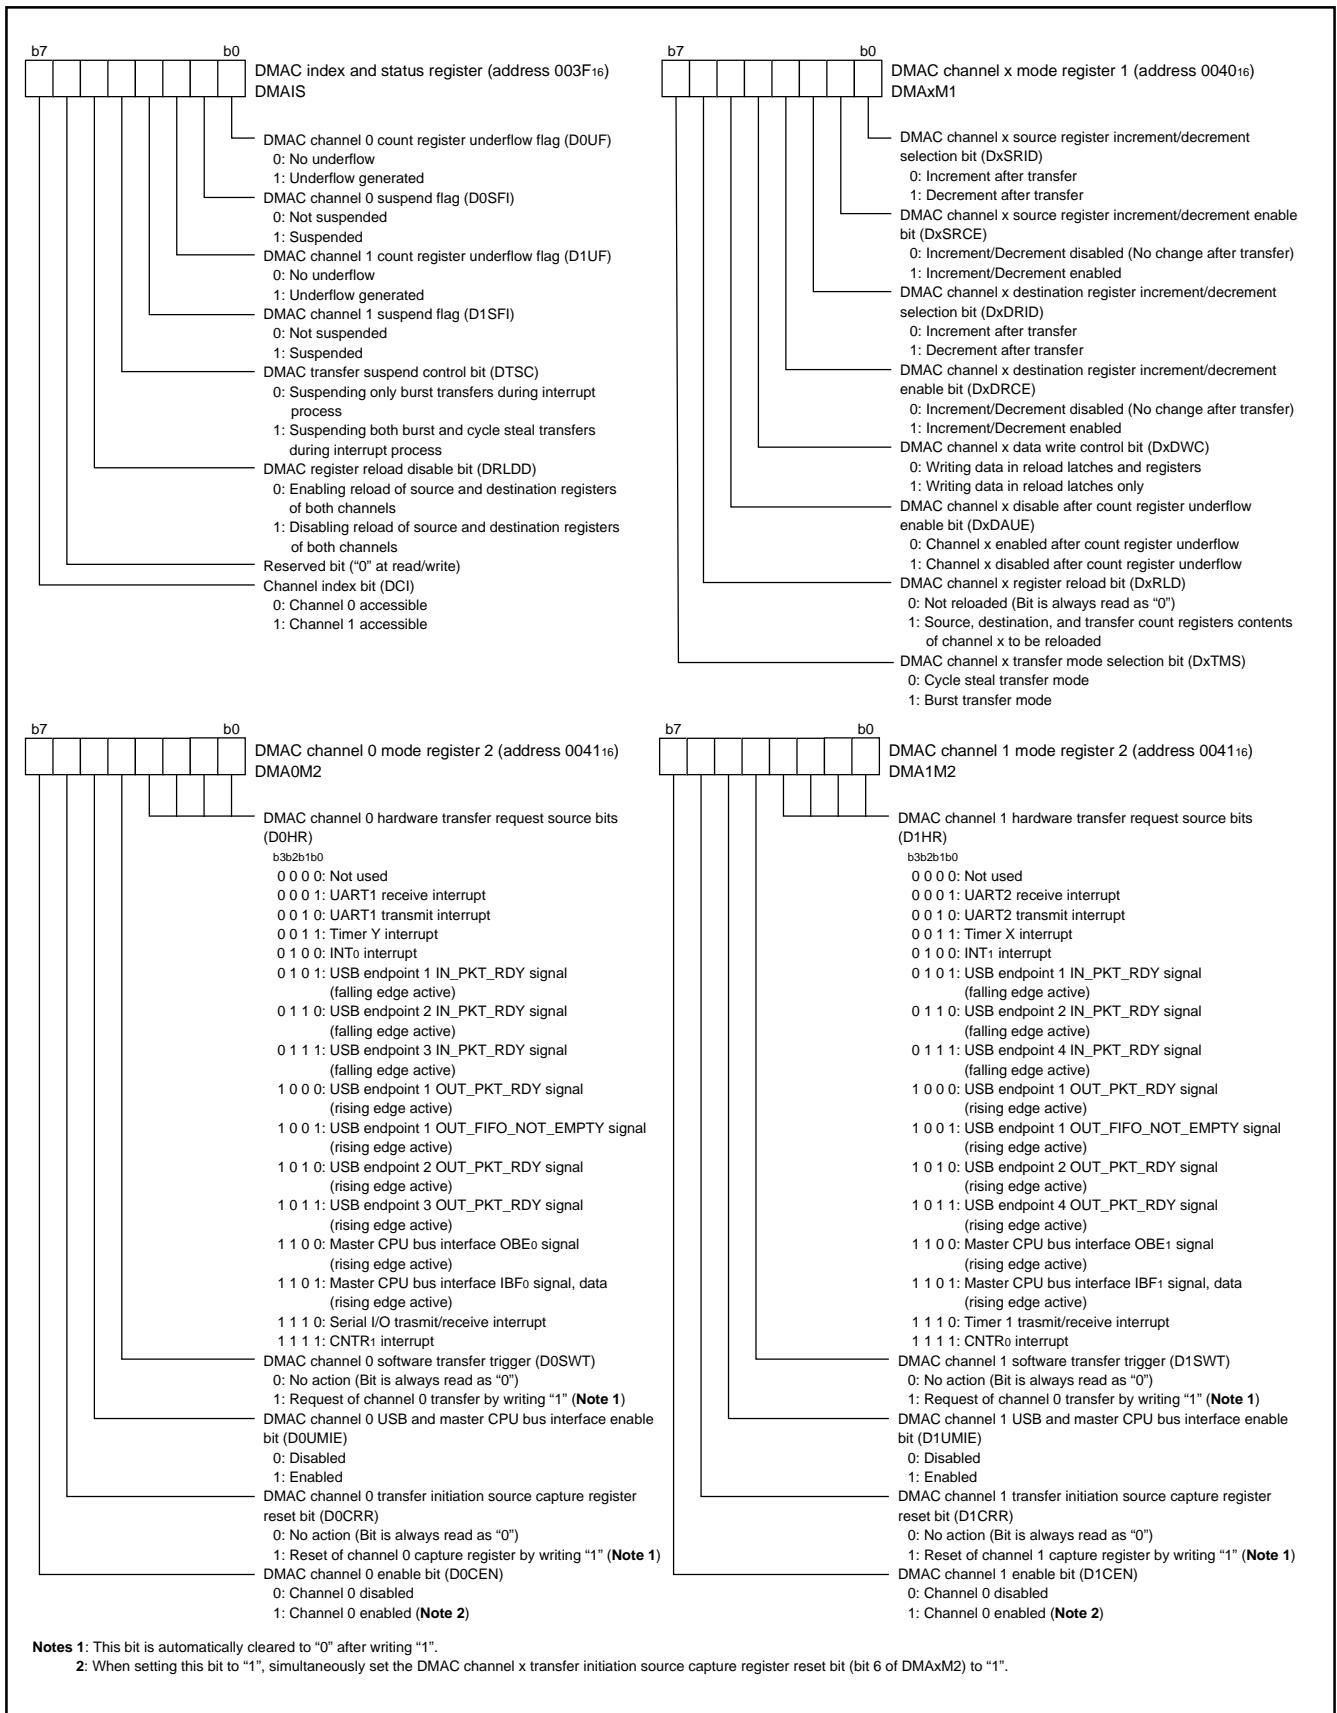 b7 b0
DMAC index and status register (address 003F16)
DMAIS
DMAC channel 0 count register underflow flag (D0UF)
0: No underflow
1: Underflow generated
DMAC channel 0 suspend flag (D0SFI)
0: Not suspended
1: Suspended
DMAC channel 1 count register underflow flag (D1UF)
0: No underflow
1: Underflow generated
DMAC channel 1 suspend flag (D1SFI)
0: Not suspended
1: Suspended
DMAC transfer suspend control bit (DTSC)
0: Suspending only burst transfers during interrupt
process
1: Suspending both burst and cycle steal transfers
during interrupt process
DMAC register reload disable bit (DRLDD)
0: Enabling reload of source and destination registers
of both channels
1: Disabling reload of source and destination registers
of both channels
Reserved bit (“0” at read/write)
Channel index bit (DCI)
0: Channel 0 accessible
1: Channel 1 accessible
b7 b0
DMAC channel x mode register 1 (address 004016)
DMAxM1
DMAC channel x source register increment/decrement
selection bit (DxSRID)
0: Increment after transfer
1: Decrement after transfer
DMAC channel x source register increment/decrement enable
bit (DxSRCE)
0: Increment/Decrement disabled (No change after transfer)
1: Increment/Decrement enabled
DMAC channel x destination register increment/decrement
selection bit (DxDRID)
0: Increment after transfer
1: Decrement after transfer
DMAC channel x destination register increment/decrement
enable bit (DxDRCE)
0: Increment/Decrement disabled (No change after transfer)
1: Increment/Decrement enabled
DMAC channel x data write control bit (DxDWC)
0: Writing data in reload latches and registers
1: Writing data in reload latches only
DMAC channel x disable after count register underflow
enable bit (DxDAUE)
0: Channel x enabled after count register underflow
1: Channel x disabled after count register underflow
DMAC channel x register reload bit (DxRLD)
0: Not reloaded (Bit is always read as “0”)
1: Source, destination, and transfer count registers contents
of channel x to be reloaded
DMAC channel x transfer mode selection bit (DxTMS)
0: Cycle steal transfer mode
1: Burst transfer mode
b7 b0
DMAC channel 0 mode register 2 (address 004116)
DMA0M2
DMAC channel 0 hardware transfer request source bits
(D0HR)
b3b2b1b0
0 0 0 0: Not used
0 0 0 1: UART1 receive interrupt
0 0 1 0: UART1 transmit interrupt
0 0 1 1: Timer Y interrupt
0 1 0 0: INT0 interrupt
0 1 0 1: USB endpoint 1 IN_PKT_RDY signal
(falling edge active)
0 1 1 0: USB endpoint 2 IN_PKT_RDY signal
(falling edge active)
0 1 1 1: USB endpoint 3 IN_PKT_RDY signal
(falling edge active)
1 0 0 0: USB endpoint 1 OUT_PKT_RDY signal
(rising edge active)
1 0 0 1: USB endpoint 1 OUT_FIFO_NOT_EMPTY signal
(rising edge active)
1 0 1 0: USB endpoint 2 OUT_PKT_RDY signal
(rising edge active)
1 0 1 1: USB endpoint 3 OUT_PKT_RDY signal
(rising edge active)
1 1 0 0: Master CPU bus interface OBE0 signal
(rising edge active)
1 1 0 1: Master CPU bus interface IBF0 signal, data
(rising edge active)
1 1 1 0: Serial I/O trasmit/receive interrupt
1 1 1 1: CNTR1 interrupt
DMAC channel 0 software transfer trigger (D0SWT)
0: No action (Bit is always read as “0”)
1: Request of channel 0 transfer by writing “1” (Note 1)
DMAC channel 0 USB and master CPU bus interface enable
bit (D0UMIE)
0: Disabled
1: Enabled
DMAC channel 0 transfer initiation source capture register
reset bit (D0CRR)
0: No action (Bit is always read as “0”)
1: Reset of channel 0 capture register by writing “1” (Note 1)
DMAC channel 0 enable bit (D0CEN)
0: Channel 0 disabled
1: Channel 0 enabled (Note 2)
b7 b0
DMAC channel 1 mode register 2 (address 004116)
DMA1M2
DMAC channel 1 hardware transfer request source bits
(D1HR)
b3b2b1b0
0 0 0 0: Not used
0 0 0 1: UART2 receive interrupt
0 0 1 0: UART2 transmit interrupt
0 0 1 1: Timer X interrupt
0 1 0 0: INT1 interrupt
0 1 0 1: USB endpoint 1 IN_PKT_RDY signal
(falling edge active)
0 1 1 0: USB endpoint 2 IN_PKT_RDY signal
(falling edge active)
0 1 1 1: USB endpoint 4 IN_PKT_RDY signal
(falling edge active)
1 0 0 0: USB endpoint 1 OUT_PKT_RDY signal
(rising edge active)
1 0 0 1: USB endpoint 1 OUT_FIFO_NOT_EMPTY signal
(rising edge active)
1 0 1 0: USB endpoint 2 OUT_PKT_RDY signal
(rising edge active)
1 0 1 1: USB endpoint 4 OUT_PKT_RDY signal
(rising edge active)
1 1 0 0: Master CPU bus interface OBE1 signal
(rising edge active)
1 1 0 1: Master CPU bus interface IBF1 signal, data
(rising edge active)
1 1 1 0: Timer 1 trasmit/receive interrupt
1 1 1 1: CNTR0 interrupt
DMAC channel 1 software transfer trigger (D1SWT)
0: No action (Bit is always read as “0”)
1: Request of channel 0 transfer by writing “1” (Note 1)
DMAC channel 1 USB and master CPU bus interface enable
bit (D1UMIE)
0: Disabled
1: Enabled
DMAC channel 1 transfer initiation source capture register
reset bit (D1CRR)
0: No action (Bit is always read as “0”)
1: Reset of channel 1 capture register by writing “1” (Note 1)
DMAC channel 1 enable bit (D1CEN)
0: Channel 0 disabled
1: Channel 0 enabled (Note 2)
Notes 1: This bit is automatically cleared to “0” after writing “1”.
2: When setting this bit to “1”, simultaneously set the DMAC channel x transfer initiation source capture register reset bit (bit 6 of DMAxM2) to “1”.